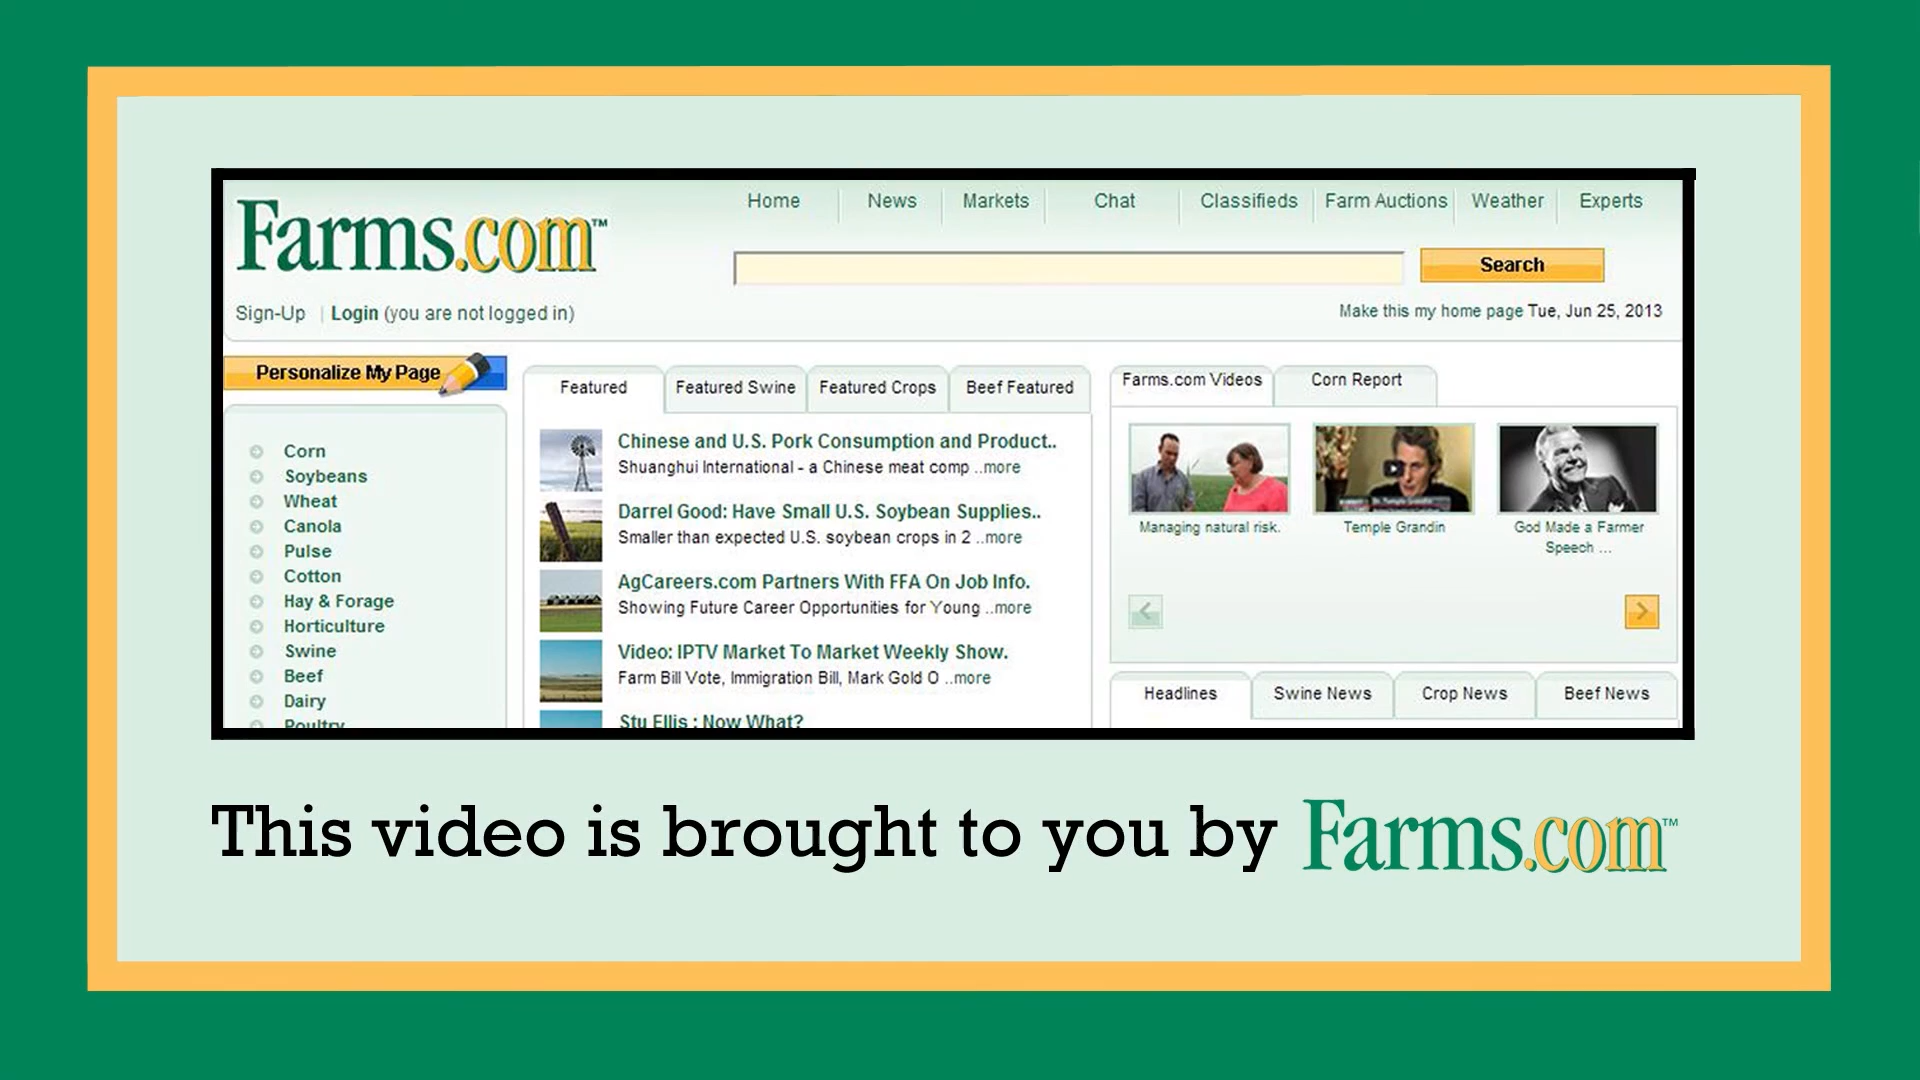 Farms.com™
Home News Markets Chat Classifieds Farm Auctions Weather Experts
Search
Sign-Up | Login (you are not logged in)
Make this my home page Tue, Jun 25, 2013
Personalize My Page
Corn
Soybeans
Wheat
Canola
Pulse
Cotton
Hay & Forage
Horticulture
Swine
Beef
Dairy
Poultry
Featured Featured Swine Featured Crops Beef Featured
Chinese and U.S. Pork Consumption and Product..
Shuanghui International - a Chinese meat comp ..more
Darrel Good: Have Small U.S. Soybean Supplies..
Smaller than expected U.S. soybean crops in 2 ..more
AgCareers.com Partners With FFA On Job Info.
Showing Future Career Opportunities for Young ..more
Video: IPTV Market To Market Weekly Show.
Farm Bill Vote, Immigration Bill, Mark Gold O ..more
Stu Ellis : Now What?
Farms.com Videos Corn Report
Managing natural risk.
Temple Grandin
God Made a Farmer
Speech ...
Headlines Swine News Crop News Beef News
This video is brought to you by Farms.com™